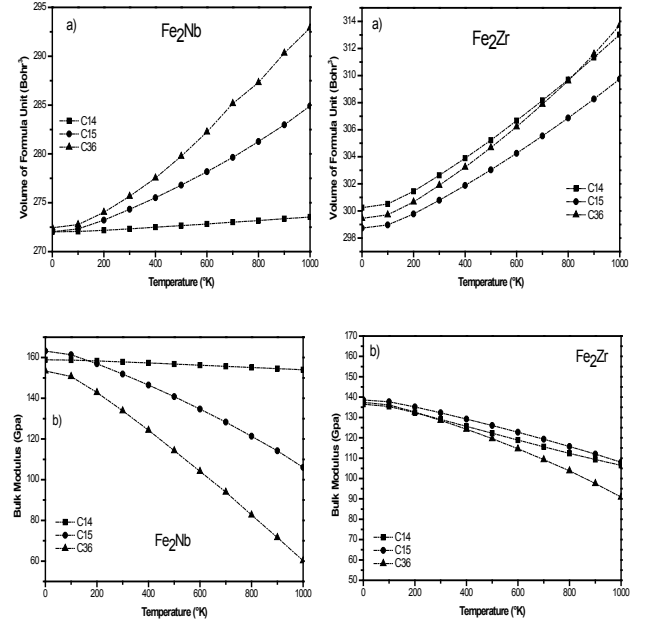 a)
Fe2Nb
Volume of Formula Unit (Bohr³)
300
295
290
285
280
275
270
C14
C15
C36
0 200 400 600 800 1000
Temperature (°K)
a)
Fe2Zr
Volume of Formula Unit (Bohr³)
314
312
310
308
306
304
302
300
298
C14
C15
C36
0 200 400 600 800 1000
Temperature (°K)
b)
Fe2Nb
Bulk Modulus (Gpa)
160
140
120
100
80
60
C14
C15
C36
0 200 400 600 800 1000
Temperature (°K)
b)
Fe2Zr
Bulk Modulus (Gpa)
170
160
150
140
130
120
110
100
90
80
70
60
50
C14
C15
C36
0 200 400 600 800 1000
Temperature (°K)